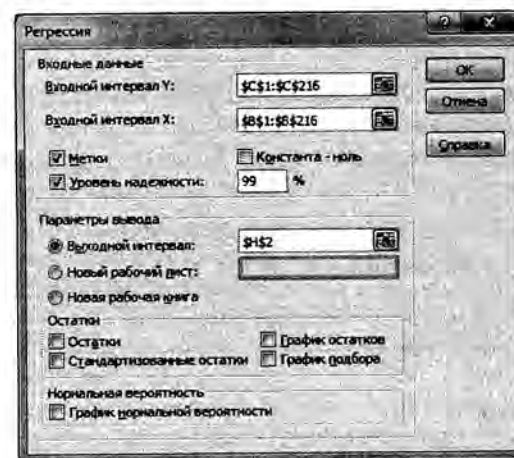 Регрессия
Входные данные
Входной интервал Y: $C$1:$C$216
Входной интервал X: $B$1:$B$216
Метки Константа - ноль
Уровень надежности: 99 %
ОК
Отмена
Справка
Параметры вывода
Выходной интервал: $H$2
Новый рабочий лист:
Новая рабочая книга
Остатки
Остатки График остатков
Стандартизованные остатки График подбора
Нормальная вероятность
График нормальной вероятности